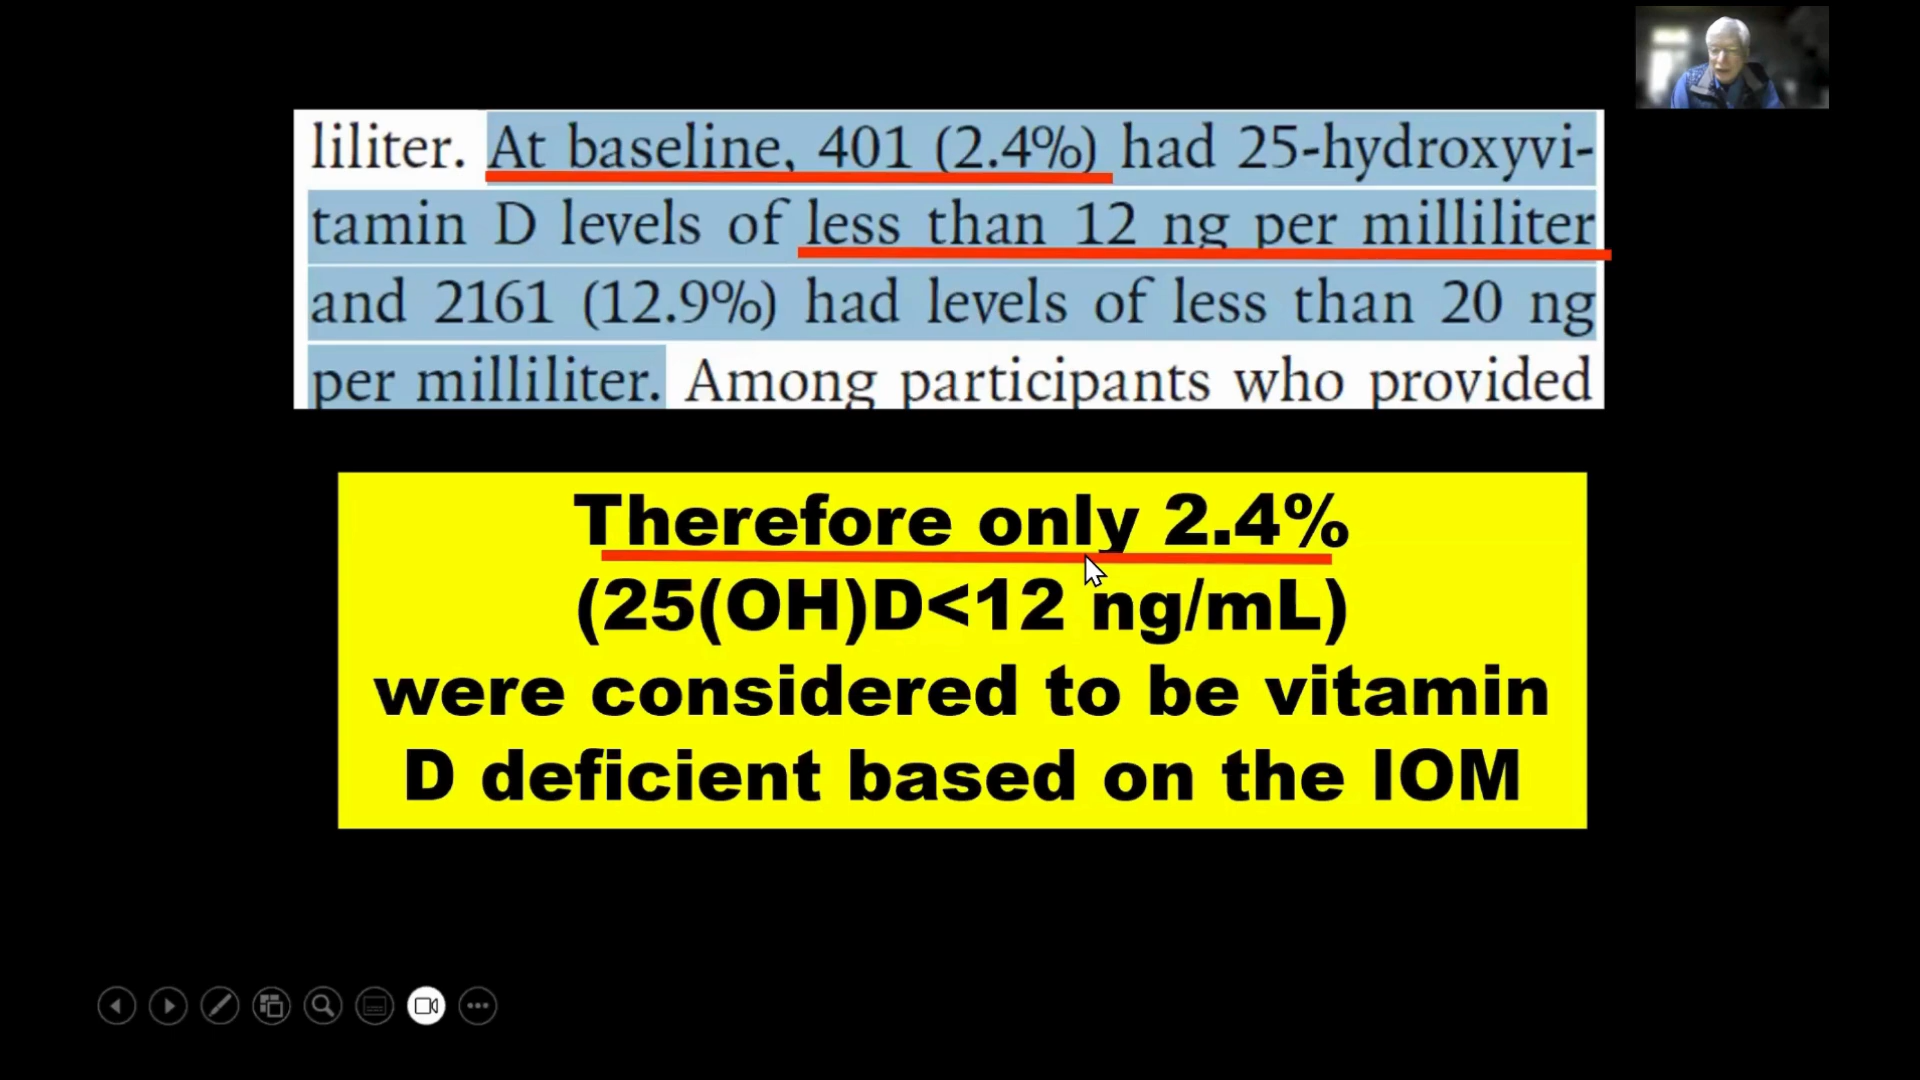 liliter. At baseline, 401 (2.4%) had 25-hydroxyvi-
tamin D levels of less than 12 ng per milliliter
and 2161 (12.9%) had levels of less than 20 ng
per milliliter. Among participants who provided
Therefore only 2.4%
(25(OH)D<12 ng/mL)
were considered to be vitamin
D deficient based on the IOM